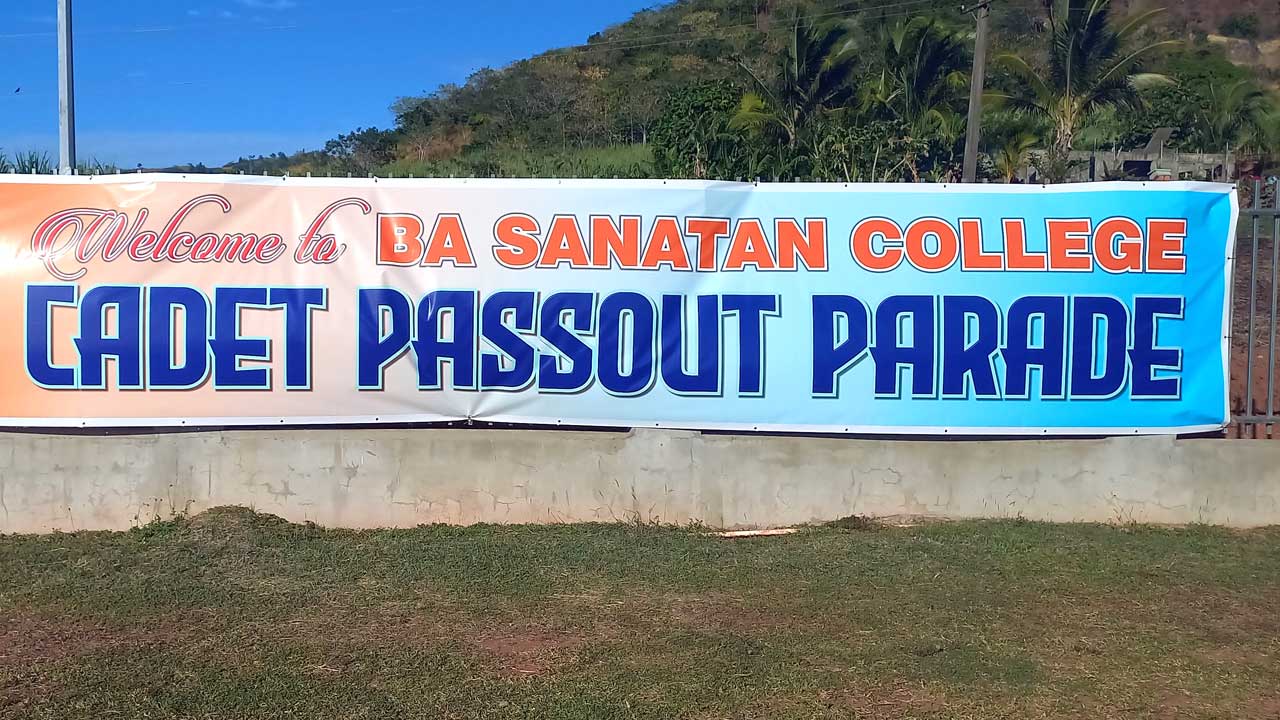 Welcome to BA SANATAN COLLEGE
CADET PASSOUT PARADE